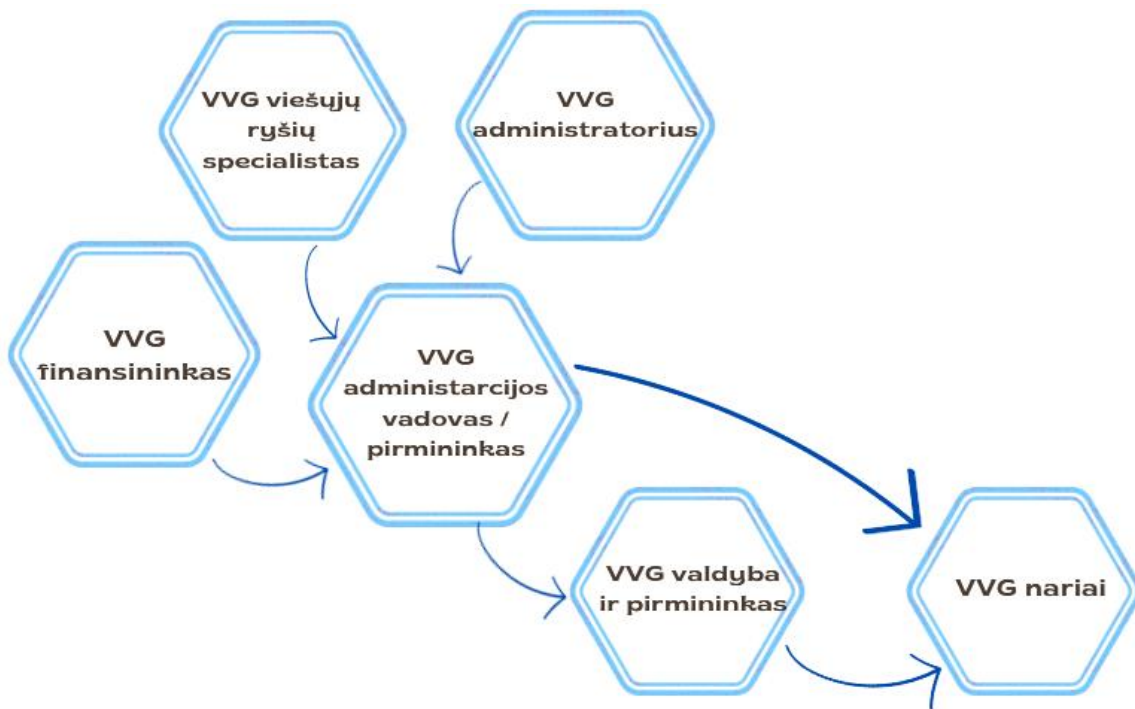 VVG viešųjų
ryšių
specialistas
VVG
administratorius
VVG
finansininkas
VVG
administarcijos
vadovas /
pirmininkas
VVG valdyba
ir pirmininkas
VVG nariai